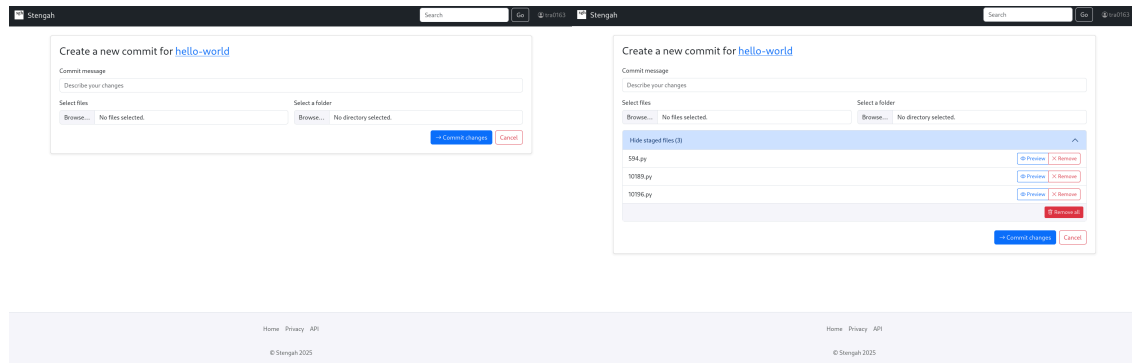 Stengah
Search
Go
tra0163
Create a new commit for hello-world
Commit message
Describe your changes
Select files
Select a folder
Browse... No files selected.
Browse... No directory selected.
→ Commit changes
Cancel
Home Privacy API
© Stengah 2025
Stengah
Search
Go
tra0163
Create a new commit for hello-world
Commit message
Describe your changes
Select files
Select a folder
Browse... No files selected.
Browse... No directory selected.
Hide staged files (3)
594.py
Preview
Remove
10189.py
Preview
Remove
10196.py
Preview
Remove
Remove all
→ Commit changes
Cancel
Home Privacy API
© Stengah 2025